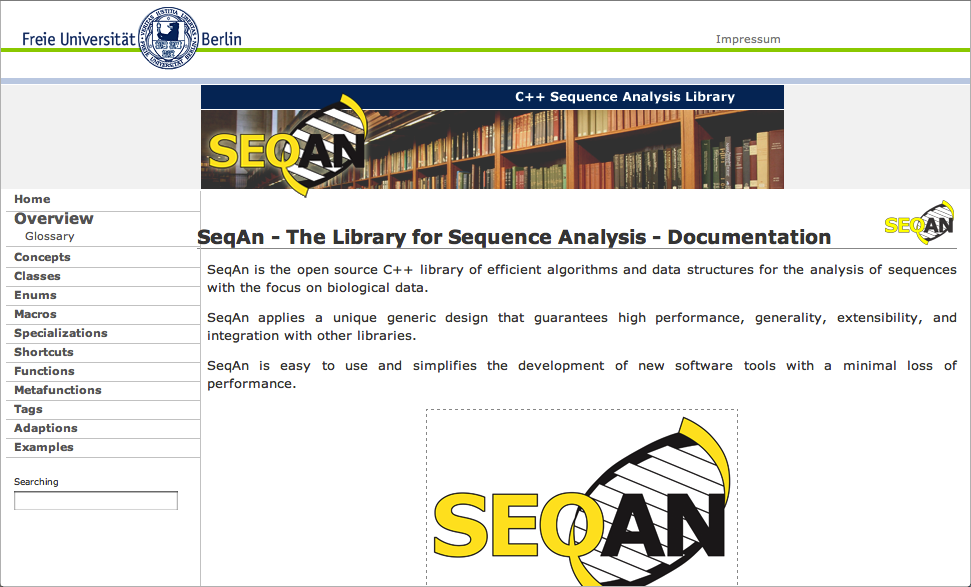 Freie Universität Berlin
Impressum
C++ Sequence Analysis Library
SEQAN
Home
Overview
Glossary
Concepts
Classes
Enums
Macros
Specializations
Shortcuts
Functions
Metafunctions
Tags
Adaptions
Examples
Searching
SEQAN
SeqAn - The Library for Sequence Analysis - Documentation
SeqAn is the open source C++ library of efficient algorithms and data structures for the analysis of sequences
with the focus on biological data.
SeqAn applies a unique generic design that guarantees high performance, generality, extensibility, and
integration with other libraries.
SeqAn is easy to use and simplifies the development of new software tools with a minimal loss of
performance.
SEQAN